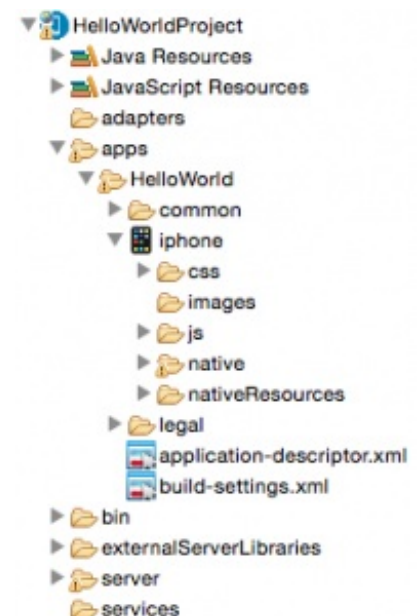 HelloWorldProject
Java Resources
JavaScript Resources
adapters
apps
HelloWorld
common
iphone
css
images
js
native
nativeResources
legal
application-descriptor.xml
build-settings.xml
bin
externalServerLibraries
server
services